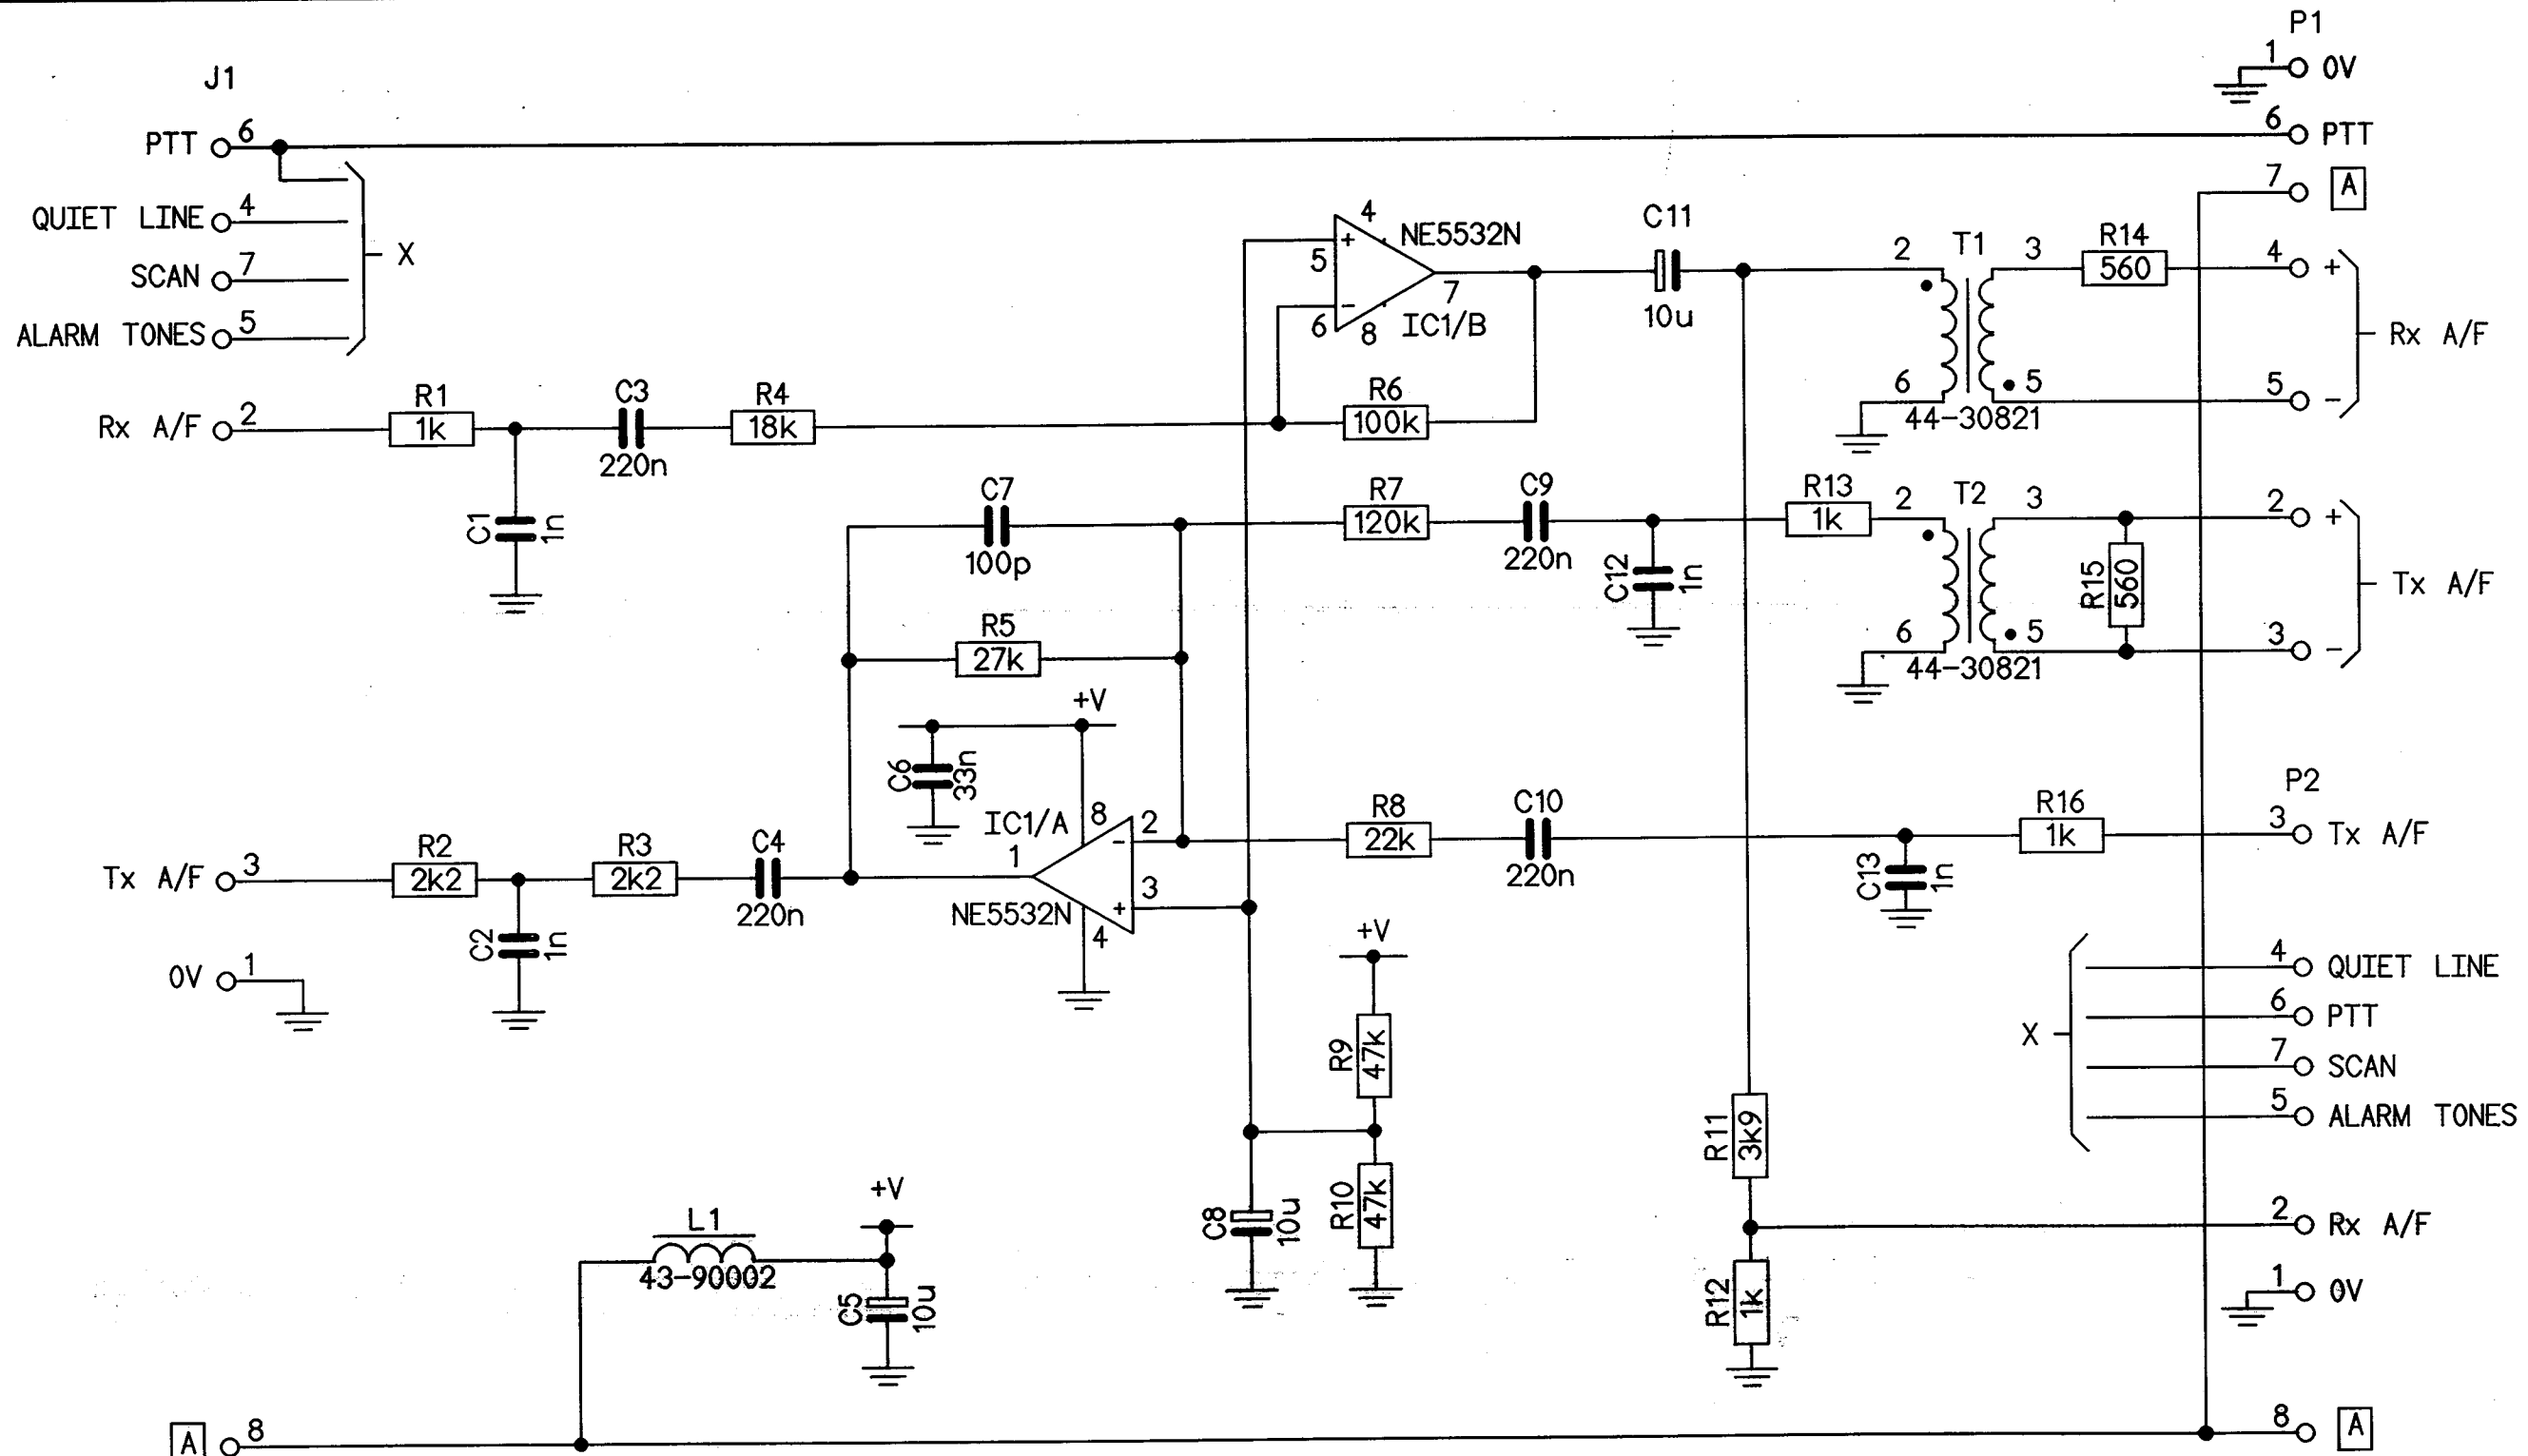 P1
1
0V
J1
PTT
6
6
PTT
7
A
QUIET LINE
4
X
SCAN
7
ALARM TONES
5
4
+
5
-
6
8
7
NE5532N
IC1/B
C11
10u
2
T1
3
R14
560
4
+
6
5
44-30821
5
-
Rx A/F
Rx A/F
2
R1
1k
C3
220n
R4
18k
R6
100k
C1
1n
C7
100p
R7
120k
C9
220n
C12
1n
R13
1k
2
T2
3
2
+
R15
560
Tx A/F
6
5
44-30821
3
-
R5
27k
+V
C6
33n
IC1/A
8
2
-
1
3
+
NE5532N
4
R8
22k
C10
220n
C13
1n
R16
1k
P2
3
Tx A/F
Tx A/F
3
R2
2k2
R3
2k2
C4
220n
C2
1n
0V
1
+V
R9
47k
X
4
QUIET LINE
6
PTT
7
SCAN
5
ALARM TONES
R11
3k9
C8
10u
R10
47k
L1
43-90002
+V
C5
10u
2
Rx A/F
R12
1k
1
0V
A
8
8
A